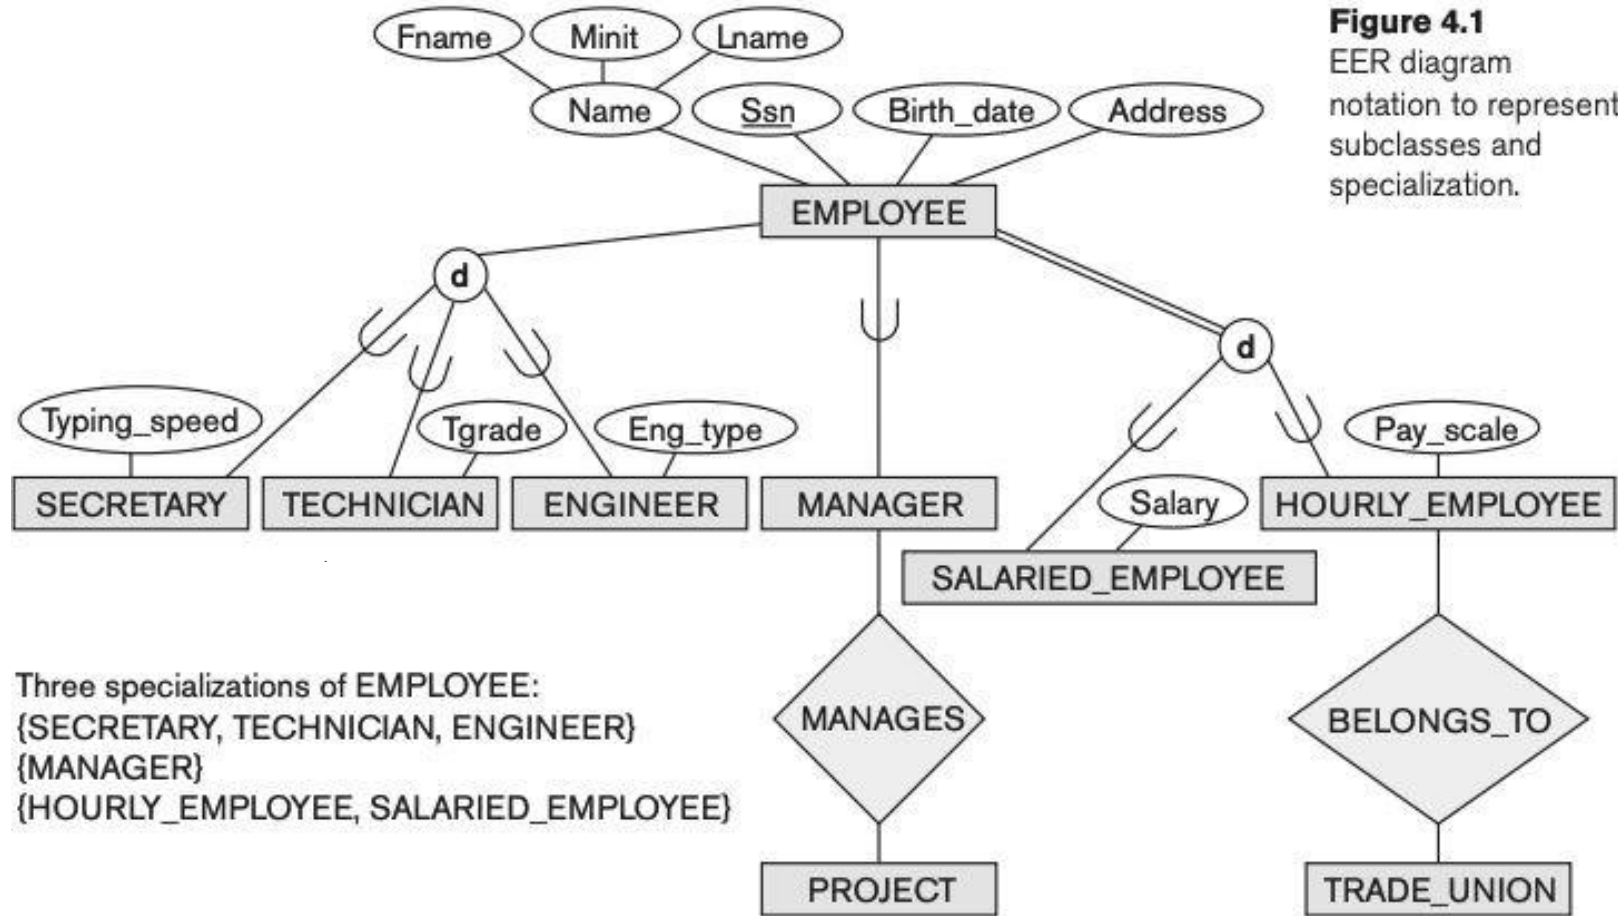 Fname Minit Lname
Name Ssn Birth_date Address
Figure 4.1
EER diagram
notation to represent
subclasses and
specialization.
EMPLOYEE
d
d
Typing_speed Tgrade Eng_type Pay_scale
SECRETARY TECHNICIAN ENGINEER MANAGER Salary HOURLY_EMPLOYEE
SALARIED_EMPLOYEE
Three specializations of EMPLOYEE:
{SECRETARY, TECHNICIAN, ENGINEER}
{MANAGER}
{HOURLY_EMPLOYEE, SALARIED_EMPLOYEE}
MANAGES BELONGS_TO
PROJECT TRADE_UNION